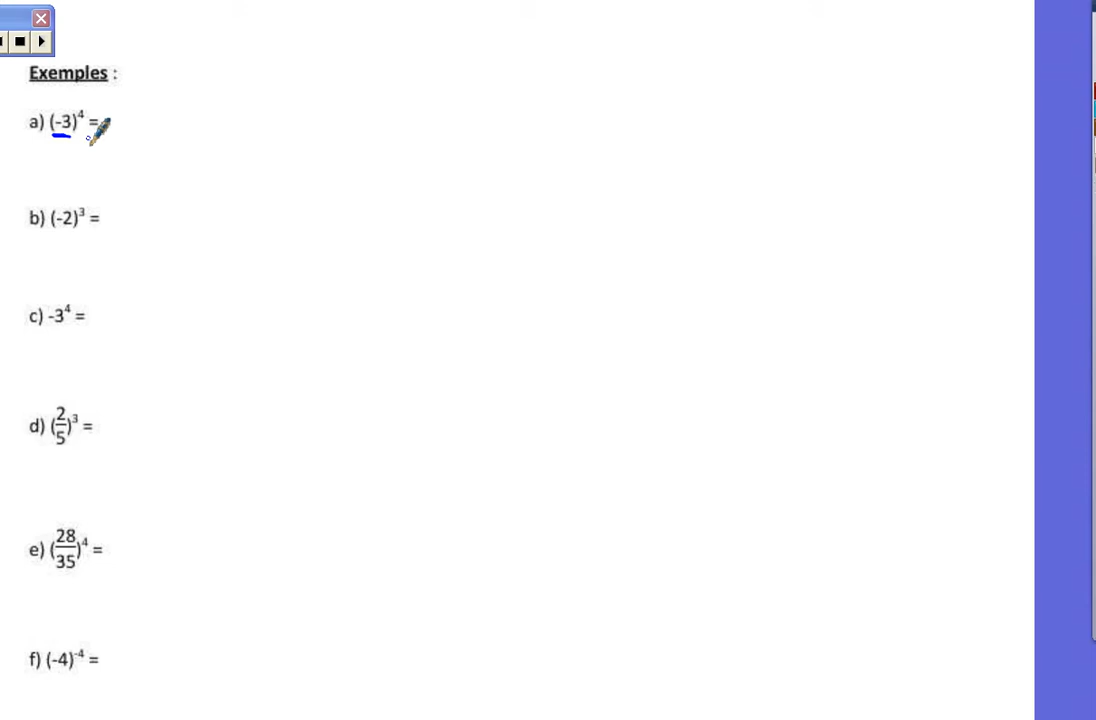 Exemples :
a) (-3)⁴ =
b) (-2)³ =
c) -3⁴ =
d) (2/5)³ =
e) (28/35)⁴ =
f) (-4)⁻⁴ =